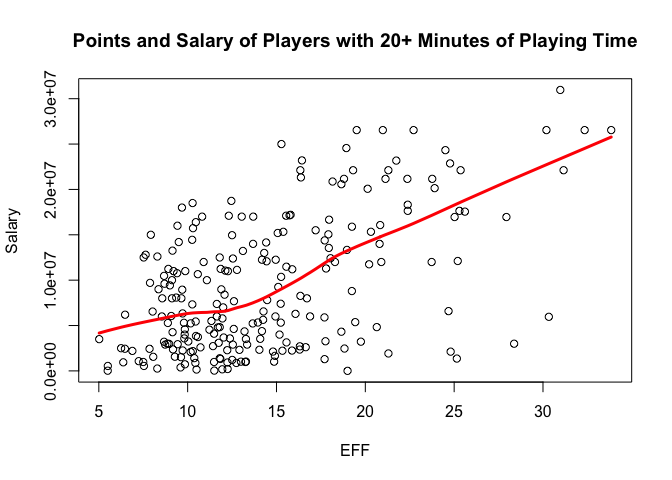 Points and Salary of Players with 20+ Minutes of Playing Time
3.0e+07
2.0e+07
1.0e+07
0.0e+00
Salary
5 10 15 20 25 30
EFF